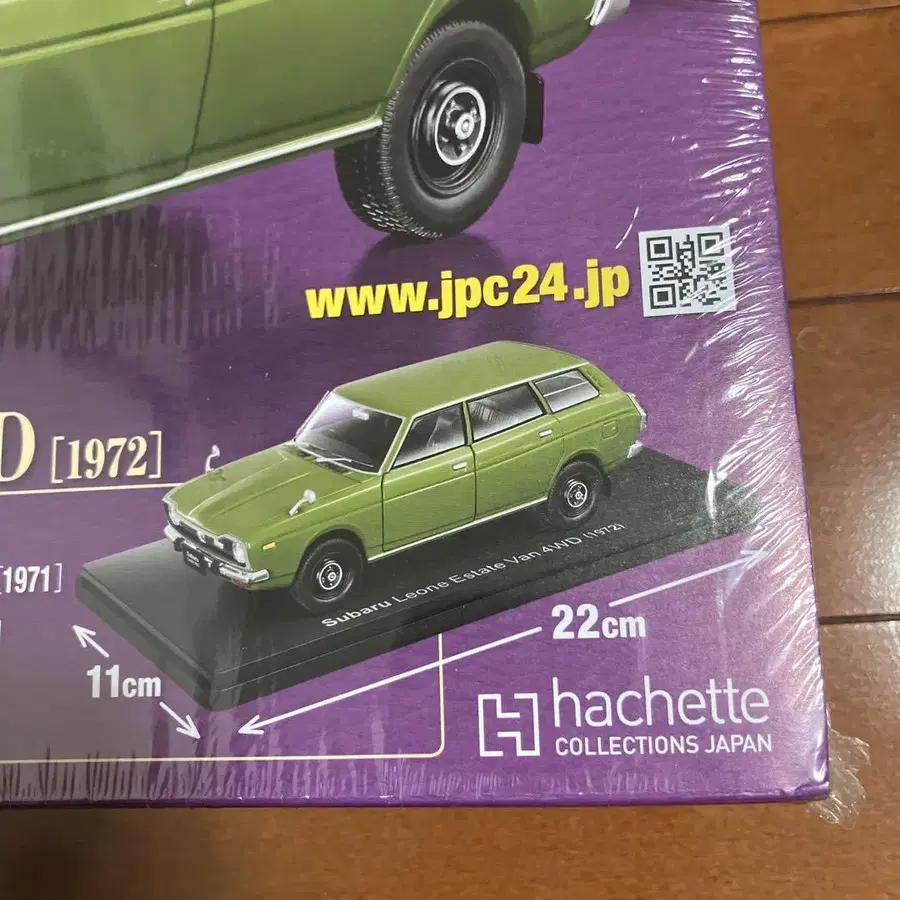 www.jpc24.jp
D [1972]
[1971]
Subaru Leone Estate Van 4WD (1972)
22cm
11cm
hachette
COLLECTIONS JAPAN